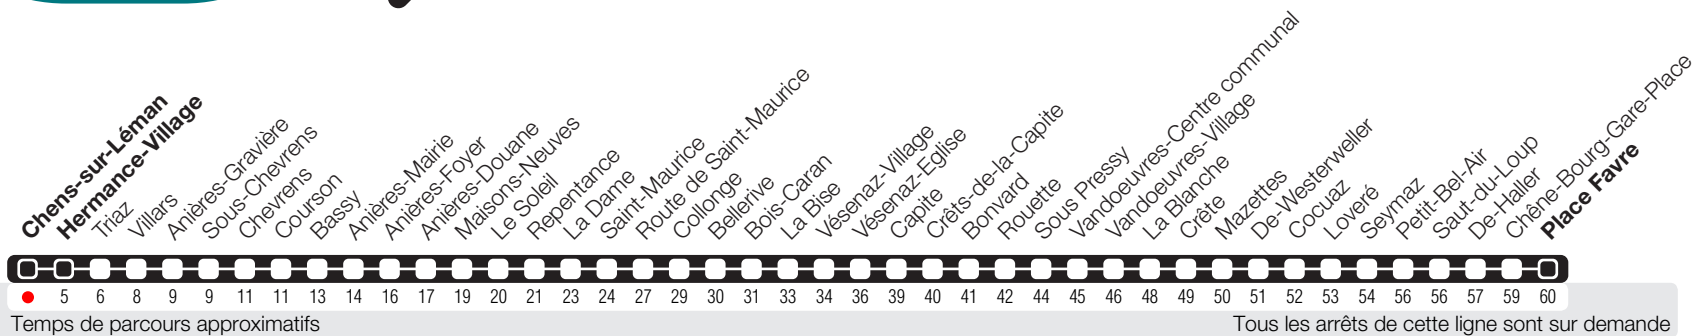 Chens-sur-Léman
Hermance-Village
Triaz
Villars
Anières-Gravière
Sous-Chevrens
Chevrens
Courson
Bassy
Anières-Mairie
Anières-Foyer
Anières-Douane
Maisons-Neuves
Le Soleil
Repentance
La Dame
Saint-Maurice
Route de Saint-Maurice
Collonge
Bellerive
Bois-Caran
La Bise
Vésenaz-Village
Vésenaz-Eglise
Capite
Crêts-de-la-Capite
Bonvard
Rouette
Sous Pressy
Vandoeuvres-Centre communal
Vandoeuvres-Village
La Blanche
Crête
Mazettes
De-Westerweller
Cocuaz
Loveré
Seymaz
Petit-Bel-Air
Saut-du-Loup
De-Haller
Chêne-Bourg-Gare-Place
Place Favre
5 6 8 9 9 11 11 13 14 16 17 19 20 21 23 24 27 29 30 31 33 34 36 39 40 41 42 44 45 46 48 49 50 51 52 53 54 56 56 57 59 60
Temps de parcours approximatifs
Tous les arrêts de cette ligne sont sur demande